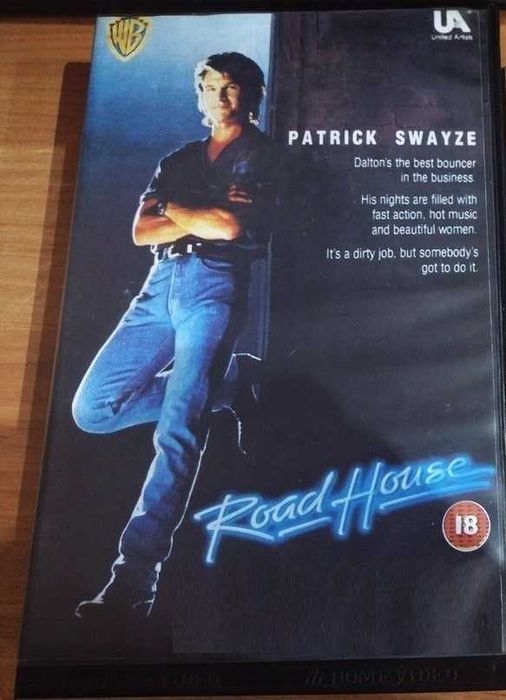 WB
UA
United Artists
PATRICK SWAYZE
Dalton's the best bouncer
in the business.
His nights are filled with
fast action, hot music
and beautiful women.
It's a dirty job, but somebody's
got to do it.
Road House
18
VIDEO
HOME VIDEO